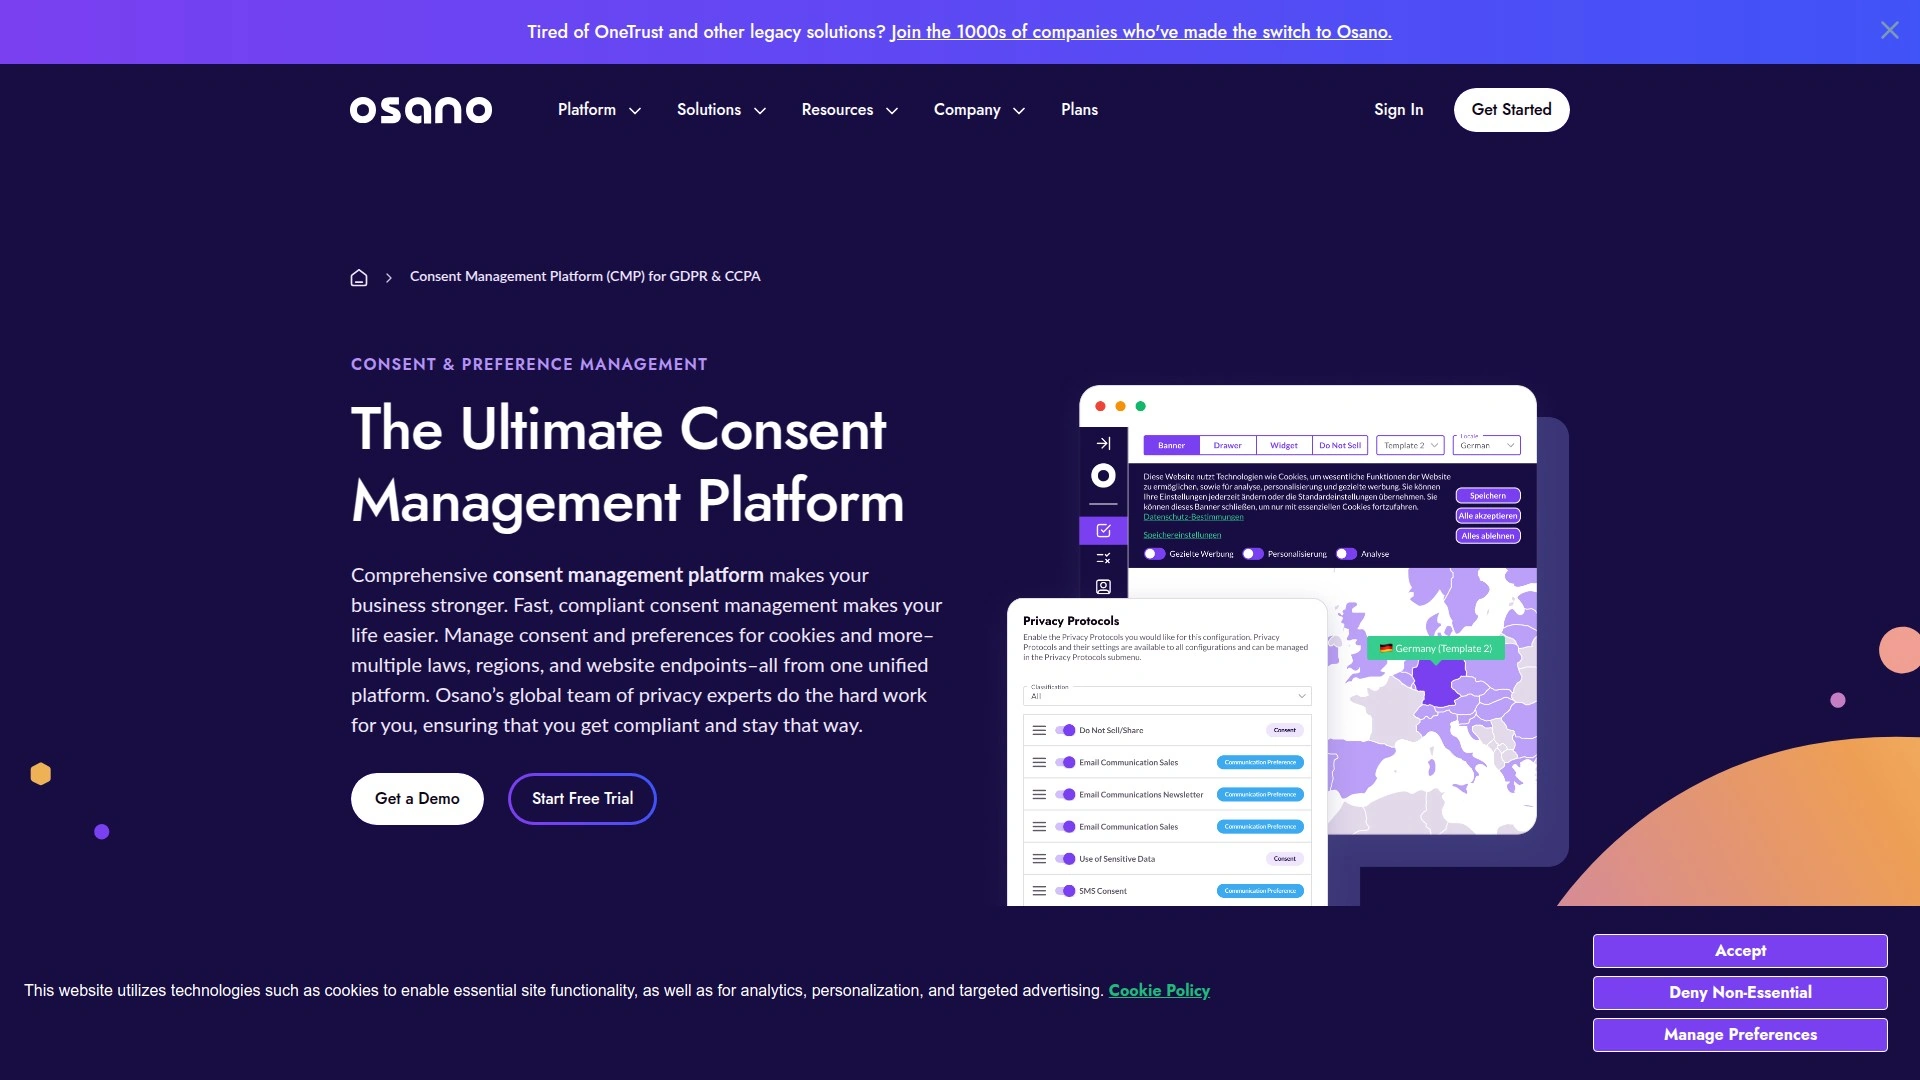 Tired of OneTrust and other legacy solutions? Join the 1000s of companies who've made the switch to Osano.
osano
Platform
Solutions
Resources
Company
Plans
Sign In
Get Started
Consent Management Platform (CMP) for GDPR & CCPA
CONSENT & PREFERENCE MANAGEMENT
The Ultimate Consent
Management Platform
Comprehensive consent management platform makes your
business stronger. Fast, compliant consent management makes your
life easier. Manage consent and preferences for cookies and more–
multiple laws, regions, and website endpoints–all from one unified
platform. Osano’s global team of privacy experts do the hard work
for you, ensuring that you get compliant and stay that way.
Get a Demo
Start Free Trial
Banner
Drawer
Widget
Do Not Sell
Template 2
Locale
German
Diese Website nutzt Technologien wie Cookies, um wesentliche Funktionen der Website
zu ermöglichen, sowie für analyse, personalisierung und gezielte werbung. Sie können
Ihre Einstellungen jederzeit ändern oder die Standardeinstellungen übernehmen. Sie
können dieses Banner schließen, um nur mit essenziellen Cookies fortzufahren.
Datenschutz-Bestimmungen
Speichereinstellungen
Gezielte Werbung
Personalisierung
Analyse
Speichern
Alle akzeptieren
Alles ablehnen
Germany (Template 2)
Privacy Protocols
Enable the Privacy Protocols you would like for this configuration. Privacy
Protocols and their settings are available to all configurations and can be managed
in the Privacy Protocols submenu.
Classification
All
Do Not Sell/Share
Consent
Email Communication Sales
Communication Preference
Email Communications Newsletter
Communication Preference
Email Communication Sales
Communication Preference
Use of Sensitive Data
Consent
SMS Consent
Communication Preference
This website utilizes technologies such as cookies to enable essential site functionality, as well as for analytics, personalization, and targeted advertising. Cookie Policy
Accept
Deny Non-Essential
Manage Preferences